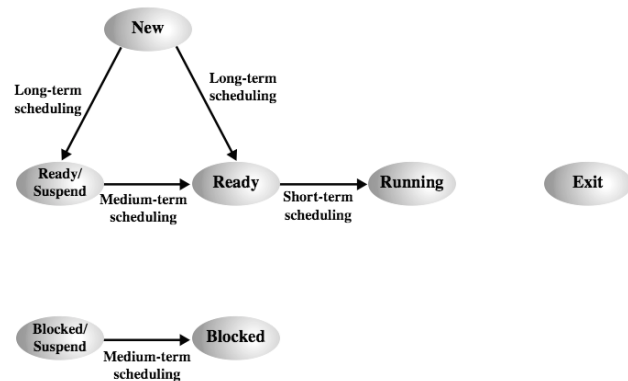 New
Long-term
scheduling
Long-term
scheduling
Ready/
Suspend
Medium-term
scheduling
Ready
Short-term
scheduling
Running
Exit
Blocked/
Suspend
Medium-term
scheduling
Blocked